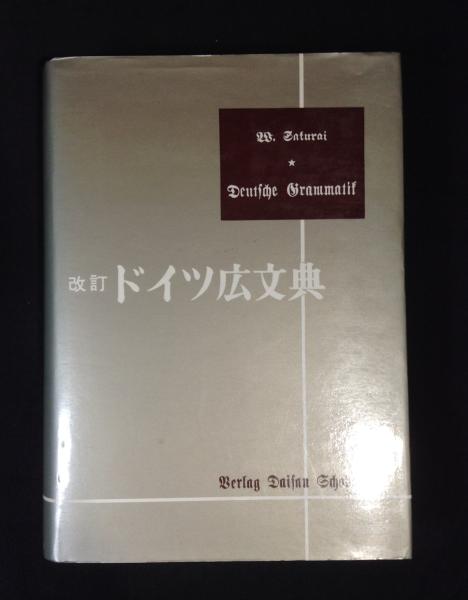 W. Sakurai
★
Deutsche Grammatik
改訂 ドイツ広文典
Verlag Daisan